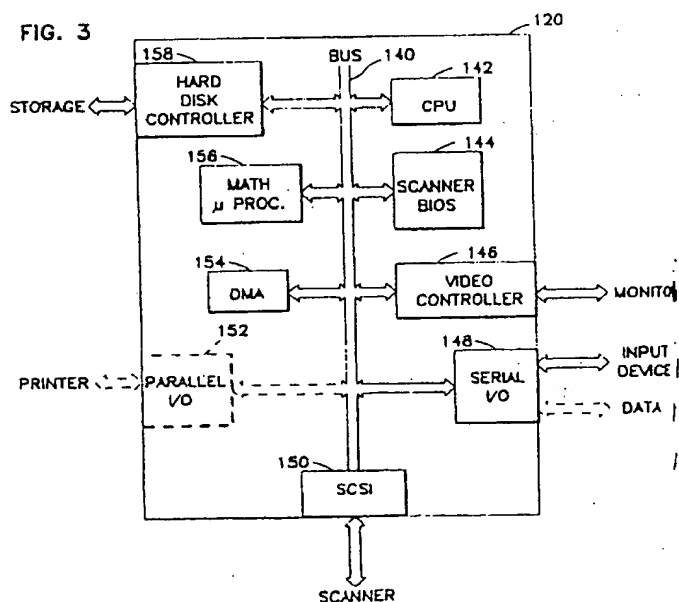 FIG. 3
120
158
BUS
140
142
HARD
DISK
CONTROLLER
STORAGE
CPU
156
144
MATH
μ PROC.
SCANNER
BIOS
154
146
DMA
VIDEO
CONTROLLER
MONITO
152
148
PRINTER
PARALLEL
I/O
SERIAL
I/O
INPUT
DEVICE
DATA
150
SCSI
SCANNER